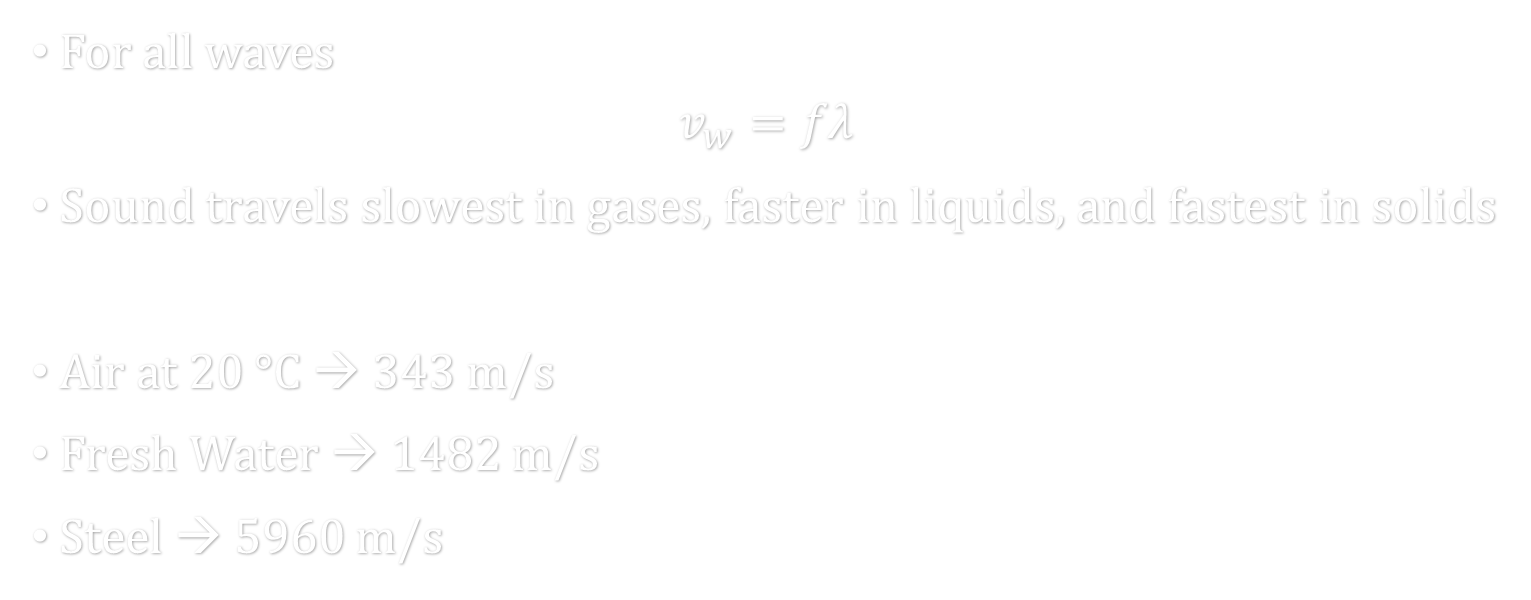 • For all waves
𝑣𝑤 = 𝑓𝜆
• Sound travels slowest in gases, faster in liquids, and fastest in solids
• Air at 20 °C → 343 m/s
• Fresh Water → 1482 m/s
• Steel → 5960 m/s